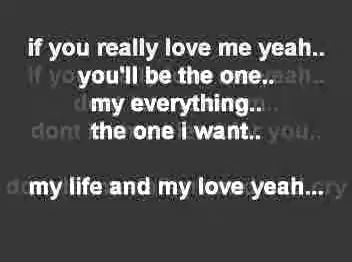 if you really love me yeah..
you'll be the one..
my everything..
the one i want..
my life and my love yeah...